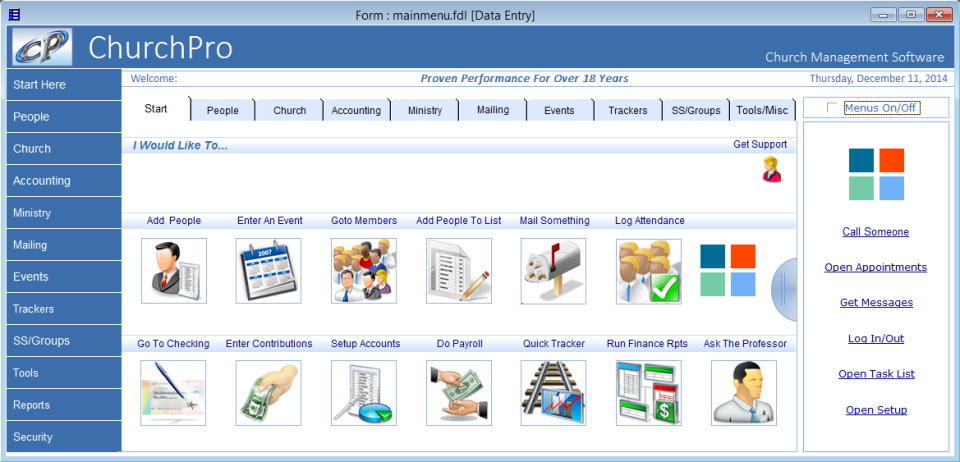 Form : mainmenu.fdl [Data Entry]
CP ChurchPro
Church Management Software
Start Here
People
Church
Accounting
Ministry
Mailing
Events
Trackers
SS/Groups
Tools
Reports
Security
Welcome: Proven Performance For Over 18 Years Thursday, December 11, 2014
Start People Church Accounting Ministry Mailing Events Trackers SS/Groups Tools/Misc
I Would Like To... Get Support
Add People Enter An Event Goto Members Add People To List Mail Something Log Attendance
2007
Go To Checking Enter Contributions Setup Accounts Do Payroll Quick Tracker Run Finance Rpts Ask The Professor
$
Menus On/Off
Call Someone
Open Appointments
Get Messages
Log In/Out
Open Task List
Open Setup